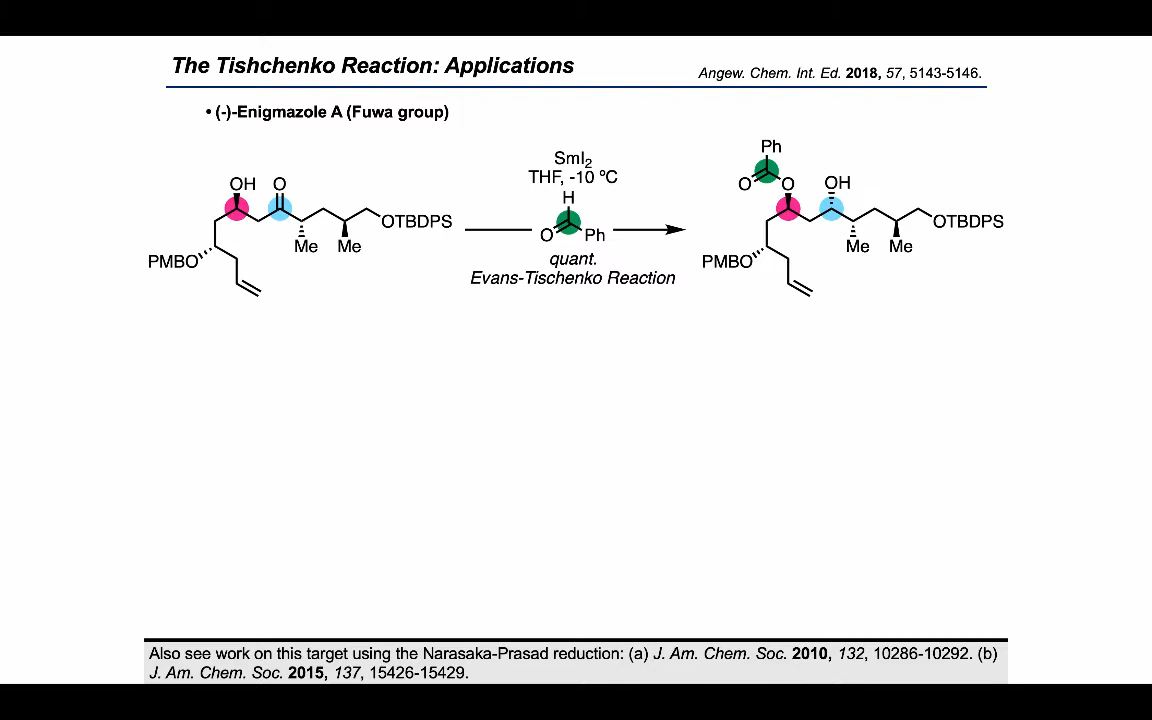 The Tishchenko Reaction: Applications
Angew. Chem. Int. Ed. 2018, 57, 5143-5146.
• (-)-Enigmazole A (Fuwa group)
OH O
OTBDPS
Me Me
PMBO
SmI2
THF, -10 ºC
H
O Ph
quant.
Evans-Tischenko Reaction
Ph
O O OH
OTBDPS
Me Me
PMBO
Also see work on this target using the Narasaka-Prasad reduction: (a) J. Am. Chem. Soc. 2010, 132, 10286-10292. (b)
J. Am. Chem. Soc. 2015, 137, 15426-15429.